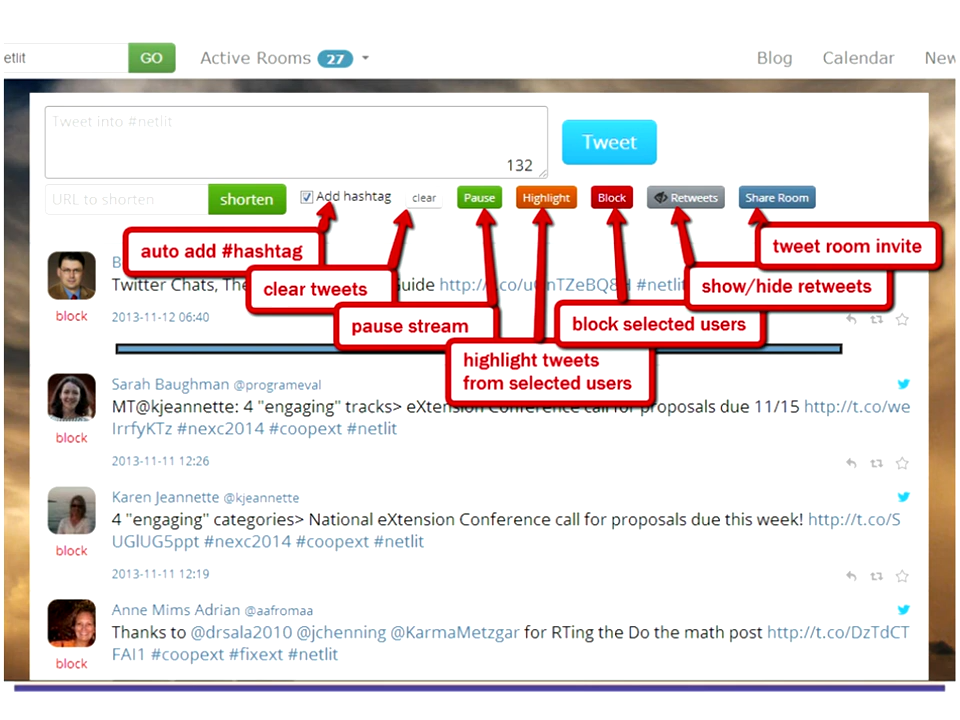 etlit GO Active Rooms 27 Blog Calendar New
Tweet into #netlit
132
Tweet
URL to shorten shorten Add hashtag clear Pause Highlight Block Retweets Share Room
auto add #hashtag
tweet room invite
clear tweets
show/hide retweets
pause stream
block selected users
highlight tweets
from selected users
B
Twitter Chats, The uide http:// #netlit
block 2013-11-12 06:40
Sarah Baughman @programeval
MT@kjeannette: 4 "engaging" tracks> eXtension Conference call for proposals due 11/15 http://t.co/we
IrrfyKTz #nexc2014 #coopext #netlit
block
2013-11-11 12:26
Karen Jeannette @kjeannette
4 "engaging" categories> National eXtension Conference call for proposals due this week! http://t.co/S
UGlUG5ppt #nexc2014 #coopext #netlit
block
2013-11-11 12:19
Anne Mims Adrian @aafromaa
Thanks to @drsala2010 @jchenning @KarmaMetzgar for RTing the Do the math post http://t.co/DzTdCT
FAI1 #coopext #fixext #netlit
block